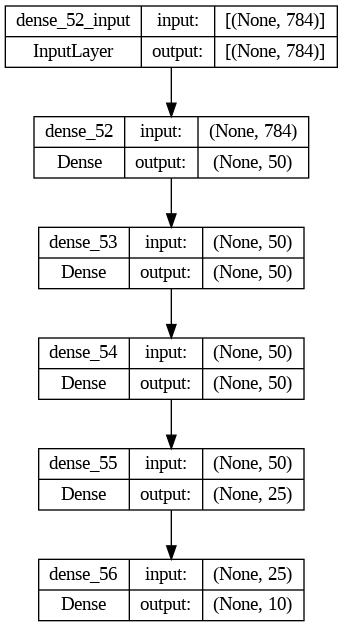 dense_52_input input: [(None, 784)]
InputLayer output: [(None, 784)]
dense_52 input: (None, 784)
Dense output: (None, 50)
dense_53 input: (None, 50)
Dense output: (None, 50)
dense_54 input: (None, 50)
Dense output: (None, 50)
dense_55 input: (None, 50)
Dense output: (None, 25)
dense_56 input: (None, 25)
Dense output: (None, 10)